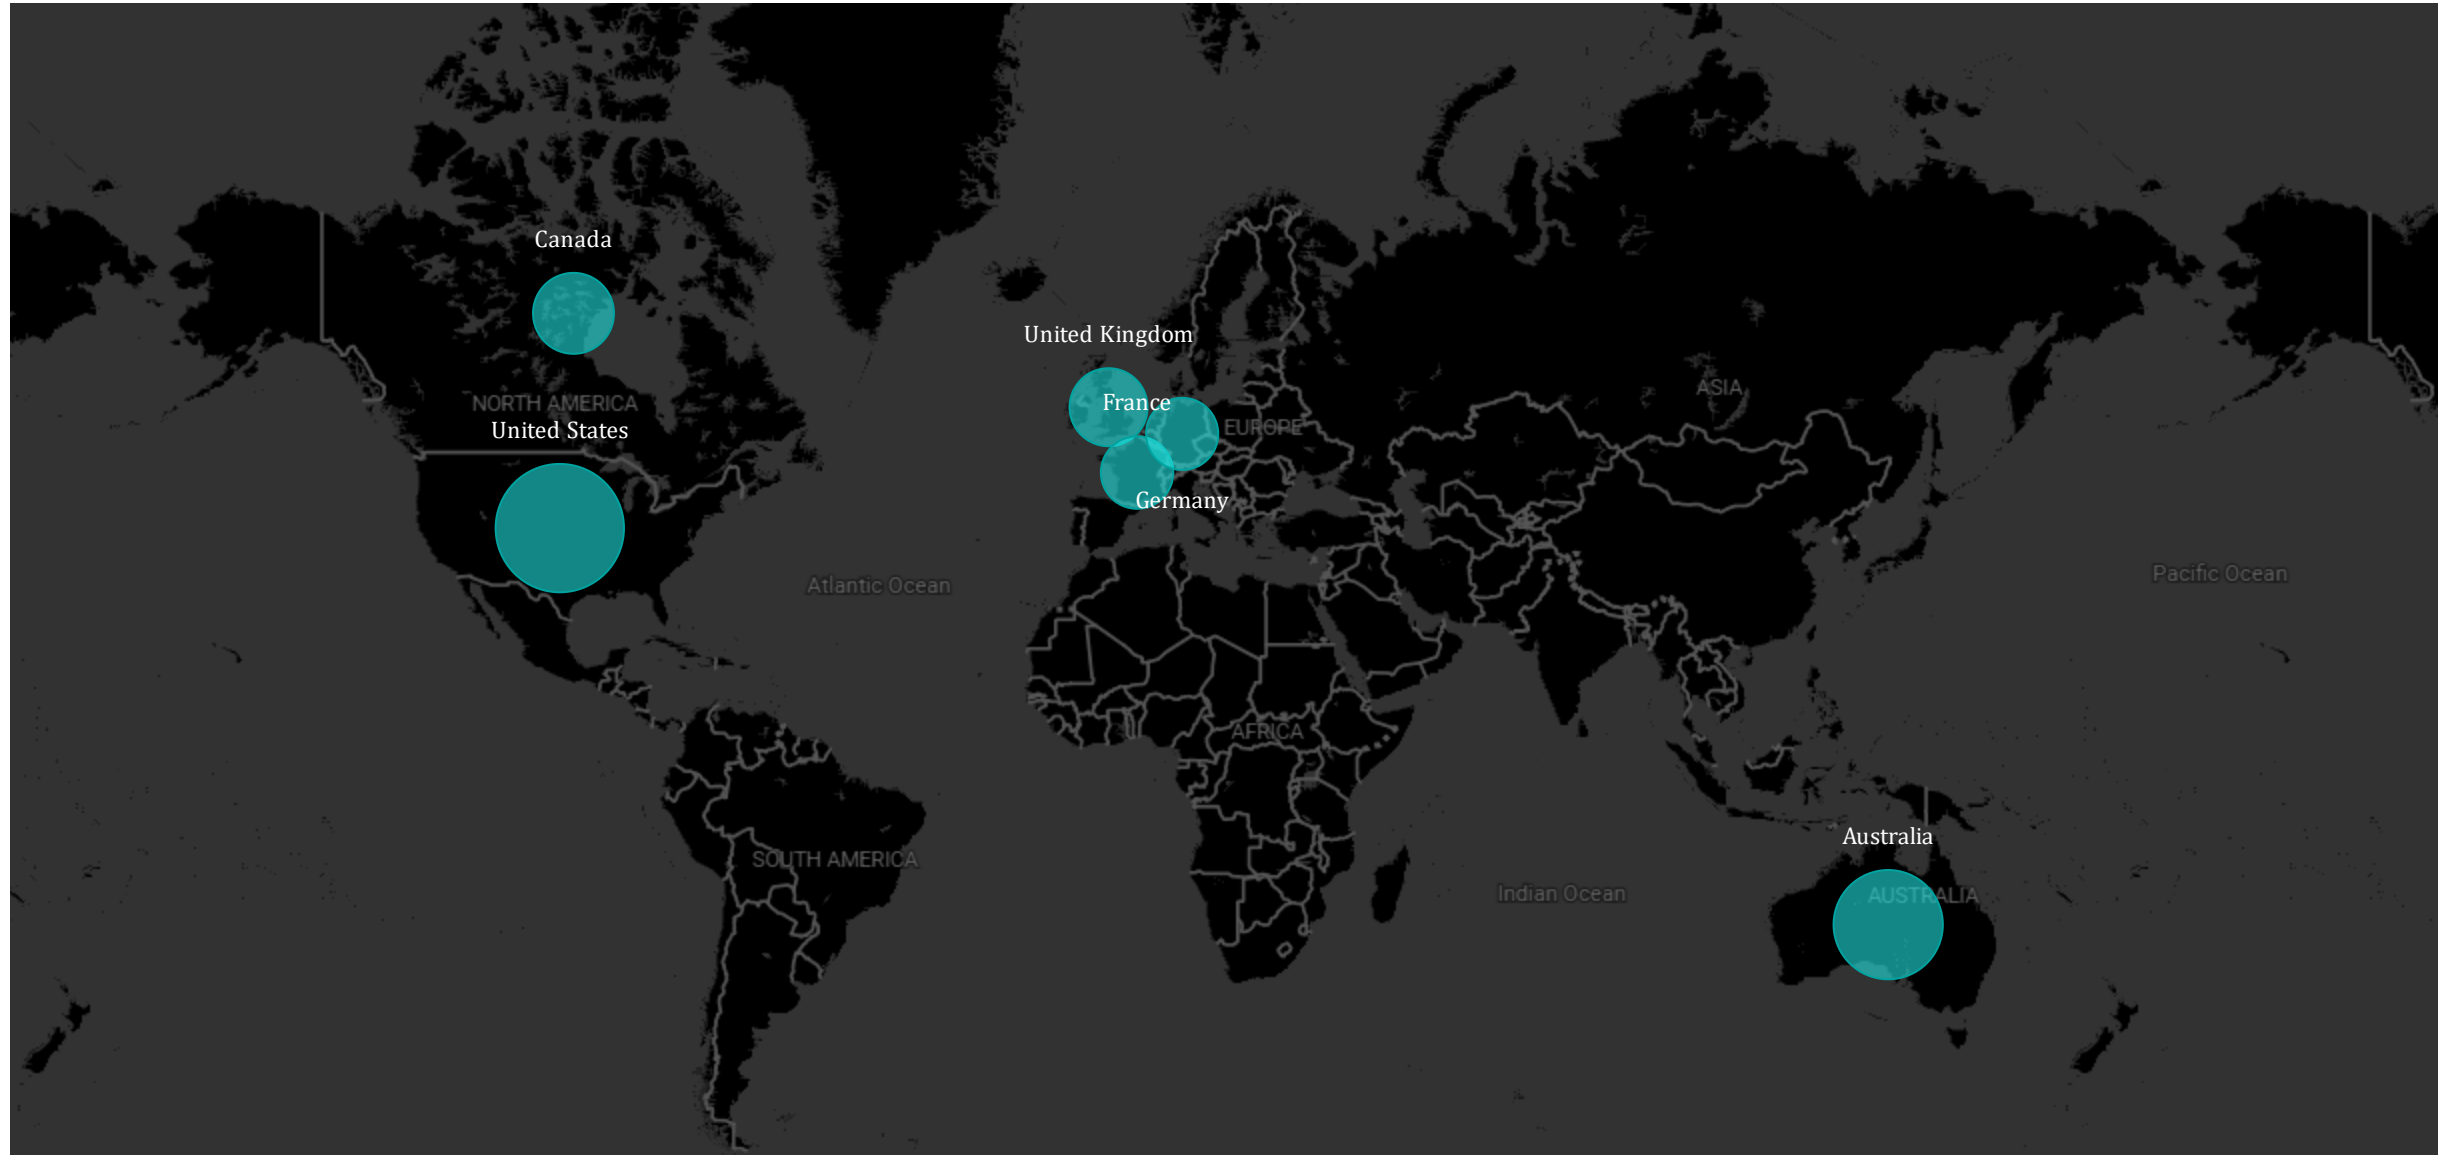 Canada
United Kingdom
ASIA
NORTH AMERICA
France
EUROPE
United States
Germany
Atlantic Ocean
Pacific Ocean
AFRICA
Australia
SOUTH AMERICA
Indian Ocean
AUSTRALIA